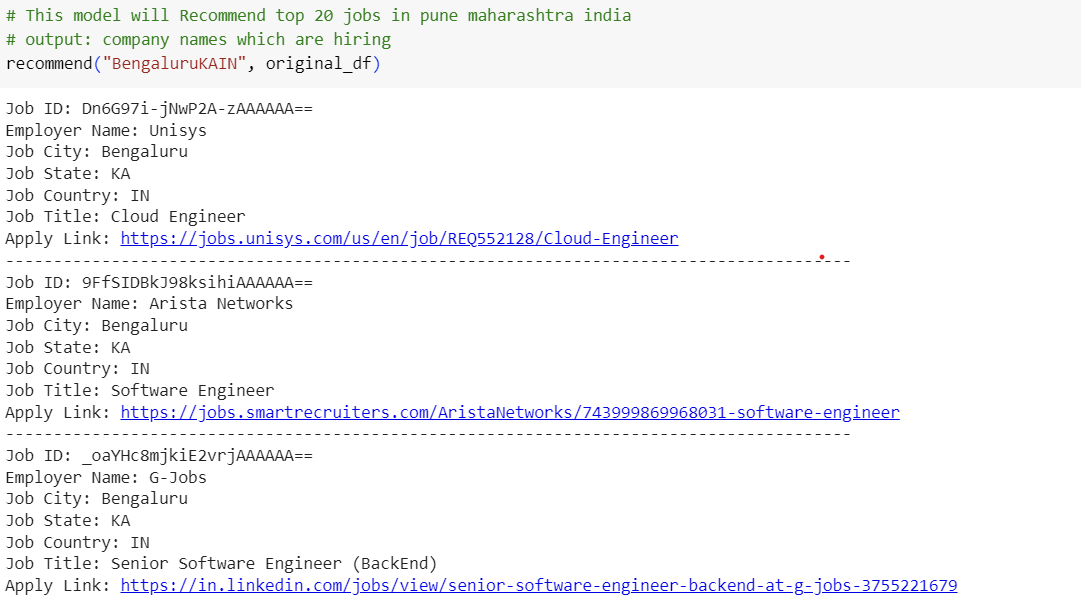 # This model will Recommend top 20 jobs in pune maharashtra india
# output: company names which are hiring
recommend("BengaluruKAIN", original_df)
Job ID: Dn6G97i-jNwP2A-zAAAAAA==
Employer Name: Unisys
Job City: Bengaluru
Job State: KA
Job Country: IN
Job Title: Cloud Engineer
Apply Link: https://jobs.unisys.com/us/en/job/REQ552128/Cloud-Engineer
----------------------------------------------------------------------------------------
Job ID: 9FfSIDBkJ98ksihiAAAAAA==
Employer Name: Arista Networks
Job City: Bengaluru
Job State: KA
Job Country: IN
Job Title: Software Engineer
Apply Link: https://jobs.smartrecruiters.com/AristaNetworks/743999869968031-software-engineer
----------------------------------------------------------------------------------------
Job ID: _oaYHc8mjkiE2vrjAAAAAA==
Employer Name: G-Jobs
Job City: Bengaluru
Job State: KA
Job Country: IN
Job Title: Senior Software Engineer (BackEnd)
Apply Link: https://in.linkedin.com/jobs/view/senior-software-engineer-backend-at-g-jobs-3755221679